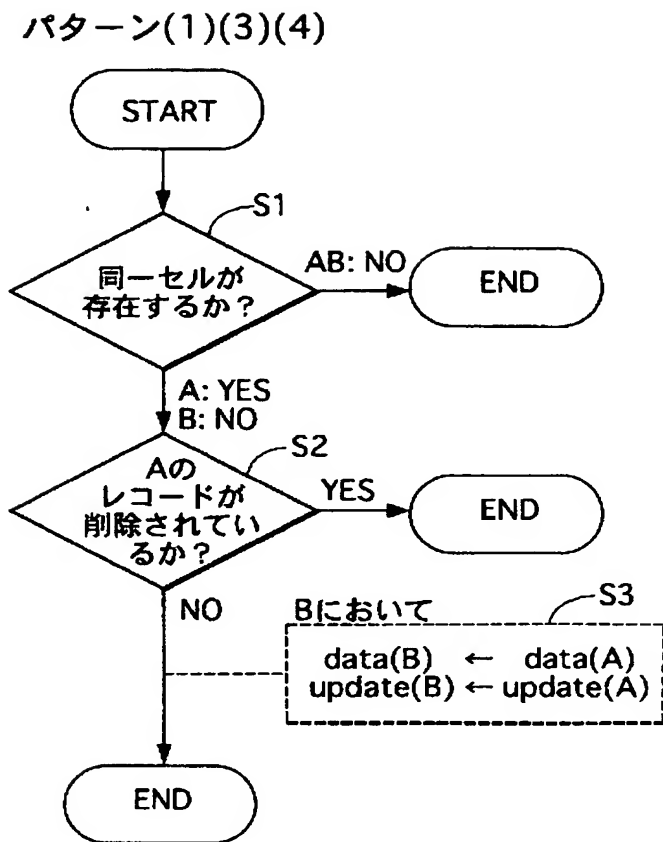 パターン(1)(3)(4)
START
S1
同一セルが
存在するか？
AB: NO
END
A: YES
B: NO
S2
Aの
レコードが
削除されてい
るか？
YES
END
NO
Bにおいて
S3
data(B) ← data(A)
update(B) ← update(A)
END